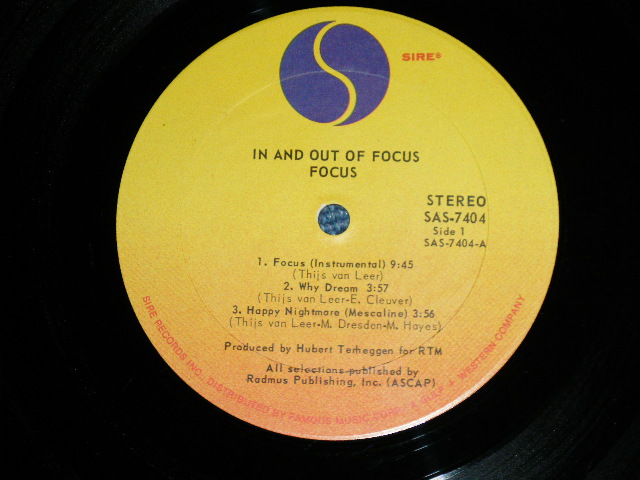 SIRE®
IN AND OUT OF FOCUS
FOCUS
STEREO
SAS-7404
Side 1
SAS-7404-A
1. Focus (Instrumental) 9:45
(Thijs van Leer)
2. Why Dream 3:57
(Thijs van Leer-E. Cleuver)
3. Happy Nightmare (Mescaline) 3:56
(Thijs van Leer-M. Dresden-M. Hayes)
Produced by Hubert Terheggen for RTM
All selections published by
Radmus Publishing, Inc. (ASCAP)
SIRE RECORDS INC., DISTRIBUTED BY FAMOUS MUSIC CORP., A GULF + WESTERN COMPANY